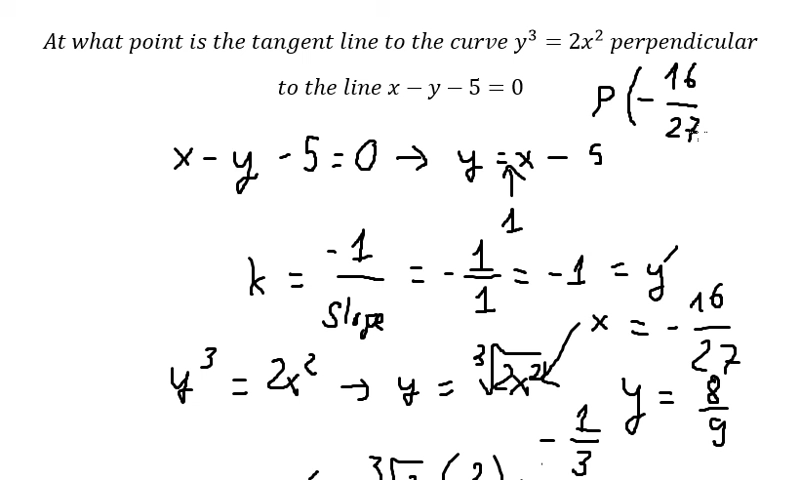 At what point is the tangent line to the curve y³ = 2x² perpendicular
to the line x − y − 5 = 0
P (- 16/27
x - y - 5 = 0 → y = x - 5
↑
1
k = -1/Slope = - 1/1 = -1 = y'
x = - 16/27
y³ = 2x² → y = ³√2x²
y = 8/9
- 1/3